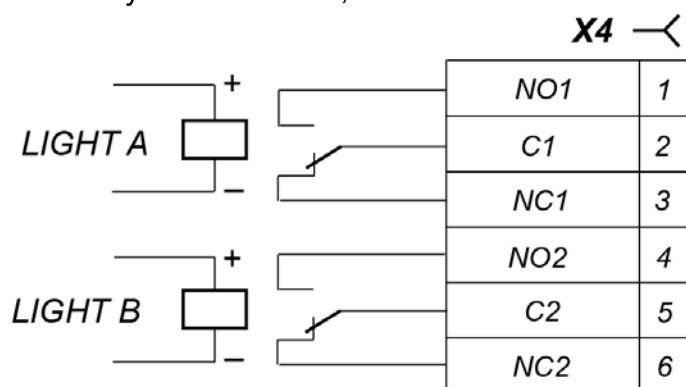 X4
NO1 1
LIGHT A + C1 2
– NC1 3
NO2 4
LIGHT B + C2 5
– NC2 6